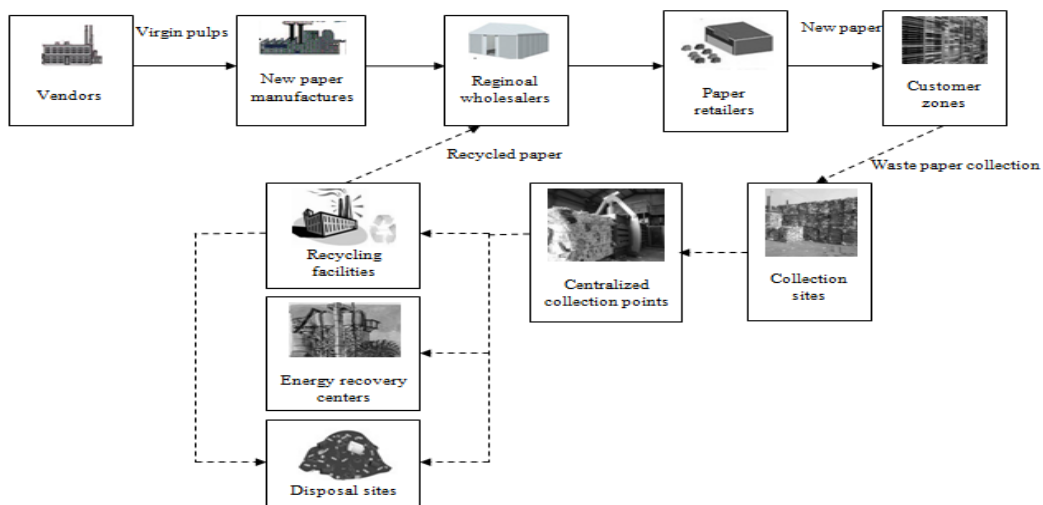 Virgin pulps
New paper
Vendors
New paper
manufactures
Reginoal
wholesalers
Paper
retailers
Customer
zones
Recycled paper
Waste paper collection
Recycling
facilities
Centralized
collection points
Collection
sites
Energy recovery
centers
Disposal sites